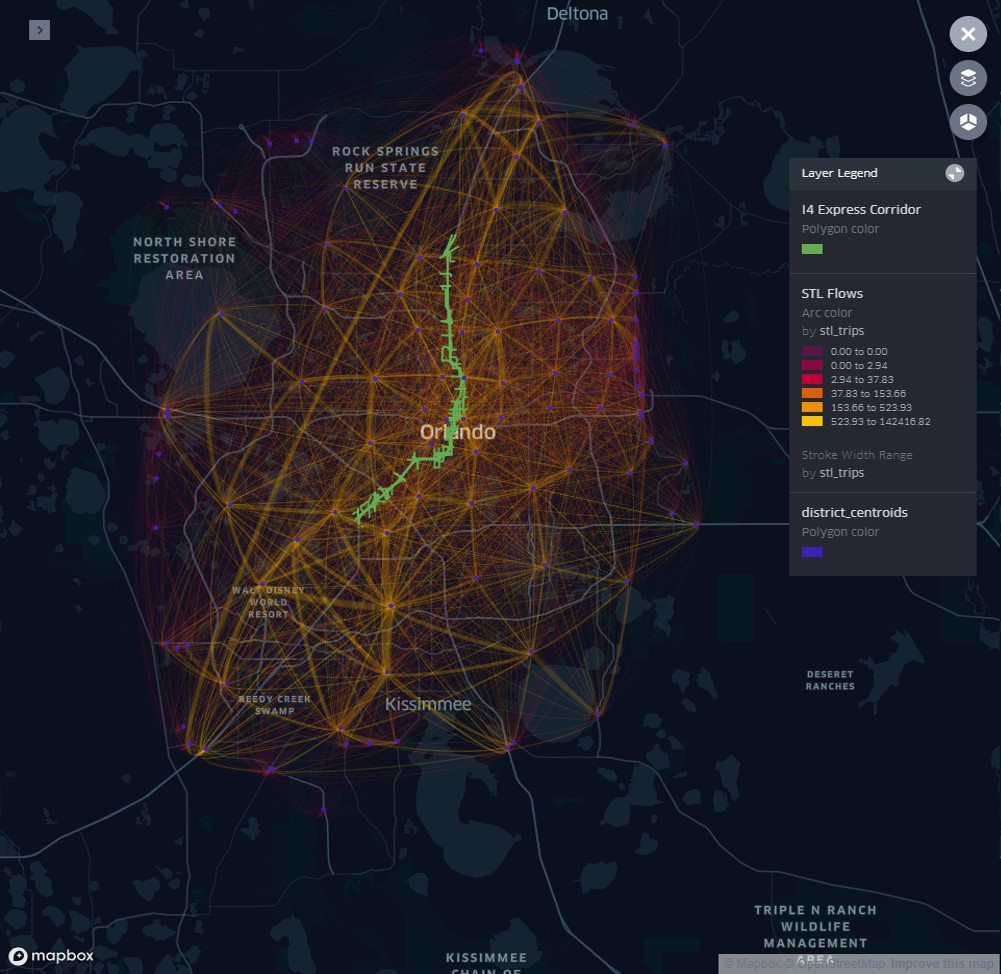 Deltona
ROCK SPRINGS
RUN STATE
RESERVE
NORTH SHORE
RESTORATION
AREA
Orlando
WALT DISNEY
WORLD
RESORT
REEDY CREEK
SWAMP
Kissimmee
DESERET
RANCHES
TRIPLE N RANCH
WILDLIFE
MANAGEMENT
AREA
KISSIMMEE
CHAIN OF
Layer Legend
I4 Express Corridor
Polygon color
STL Flows
Arc color
by stl_trips
0.00 to 0.00
0.00 to 2.94
2.94 to 37.83
37.83 to 153.66
153.66 to 523.93
523.93 to 142416.82
Stroke Width Range
by stl_trips
district_centroids
Polygon color
mapbox
© Mapbox © OpenStreetMap Improve this map